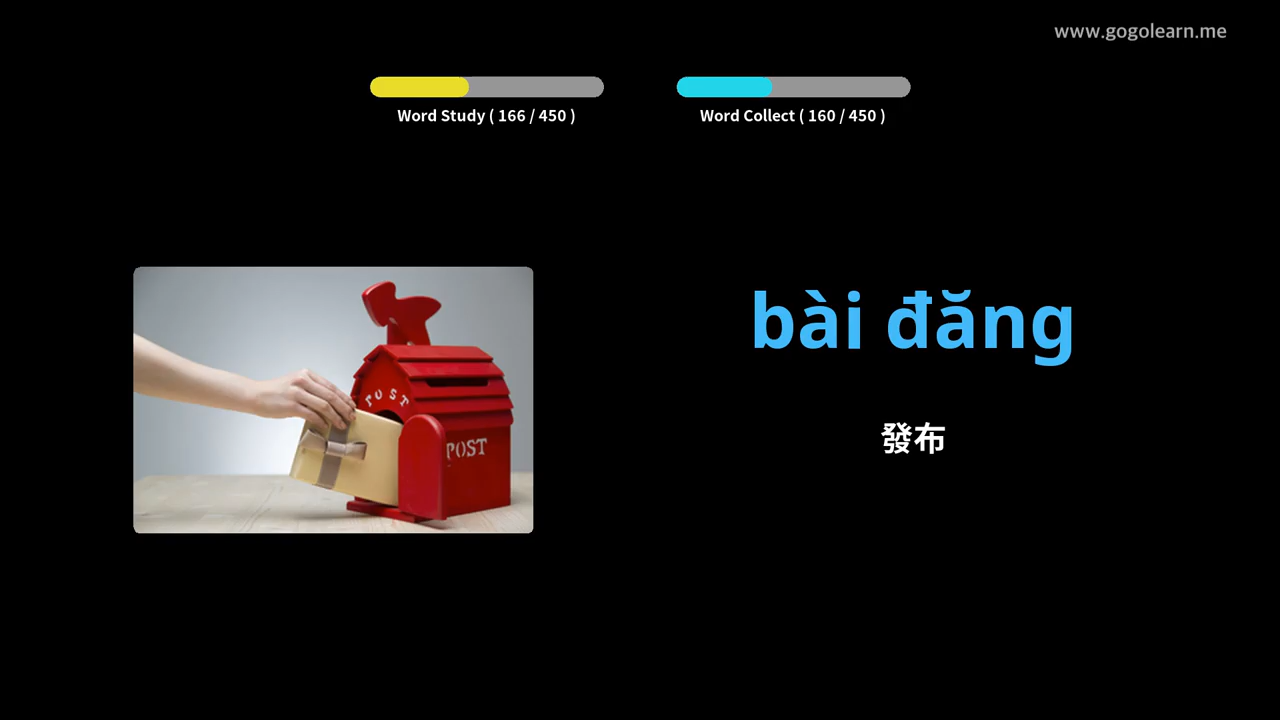 www.gogolearn.me
Word Study ( 166 / 450 )
Word Collect ( 160 / 450 )
POST
POST
bài đăng
發布